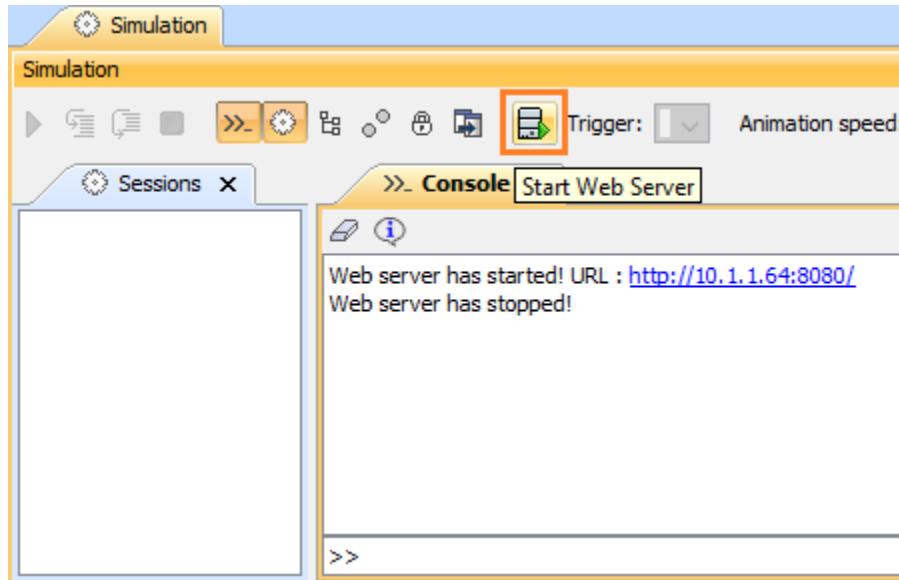 Simulation
Simulation
Trigger: Animation speed:
Sessions X >>_ Console
Start Web Server
Web server has started! URL : http://10.1.1.64:8080/
Web server has stopped!
>>